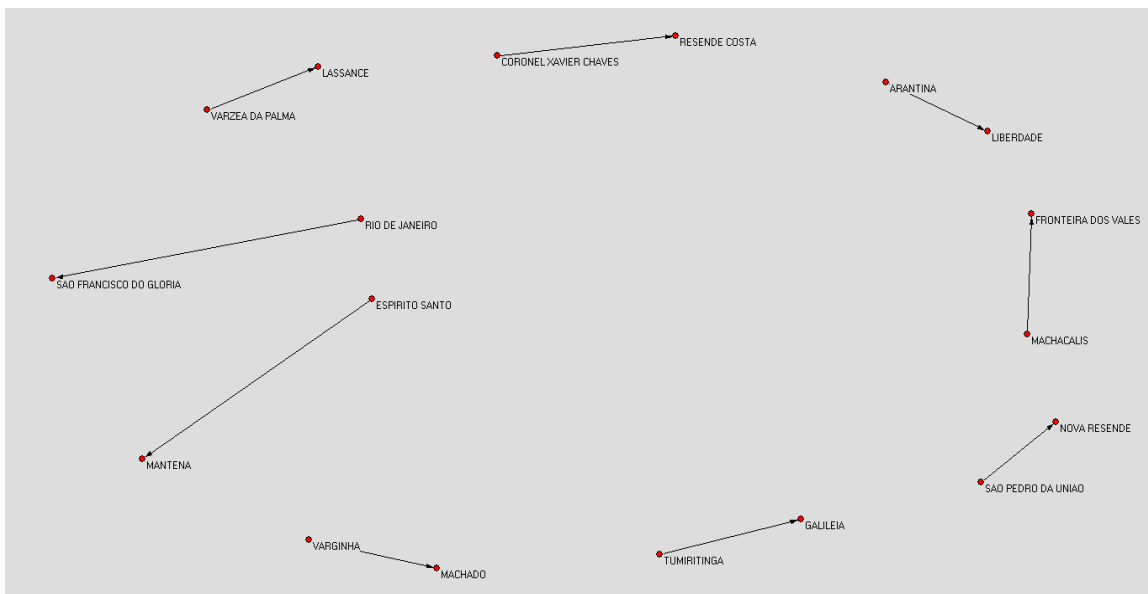 RESENDE COSTA
CORONEL XAVIER CHAVES
LASSANCE
ARANTINA
VARZEA DA PALMA
LIBERDADE
FRONTEIRA DOS VALES
RIO DE JANEIRO
SAO FRANCISCO DO GLORIA
ESPIRITO SANTO
MACHACALIS
NOVA RESENDE
MANTENA
SAO PEDRO DA UNIAO
GALILEIA
VARGINHA
TUMIRITINGA
MACHADO